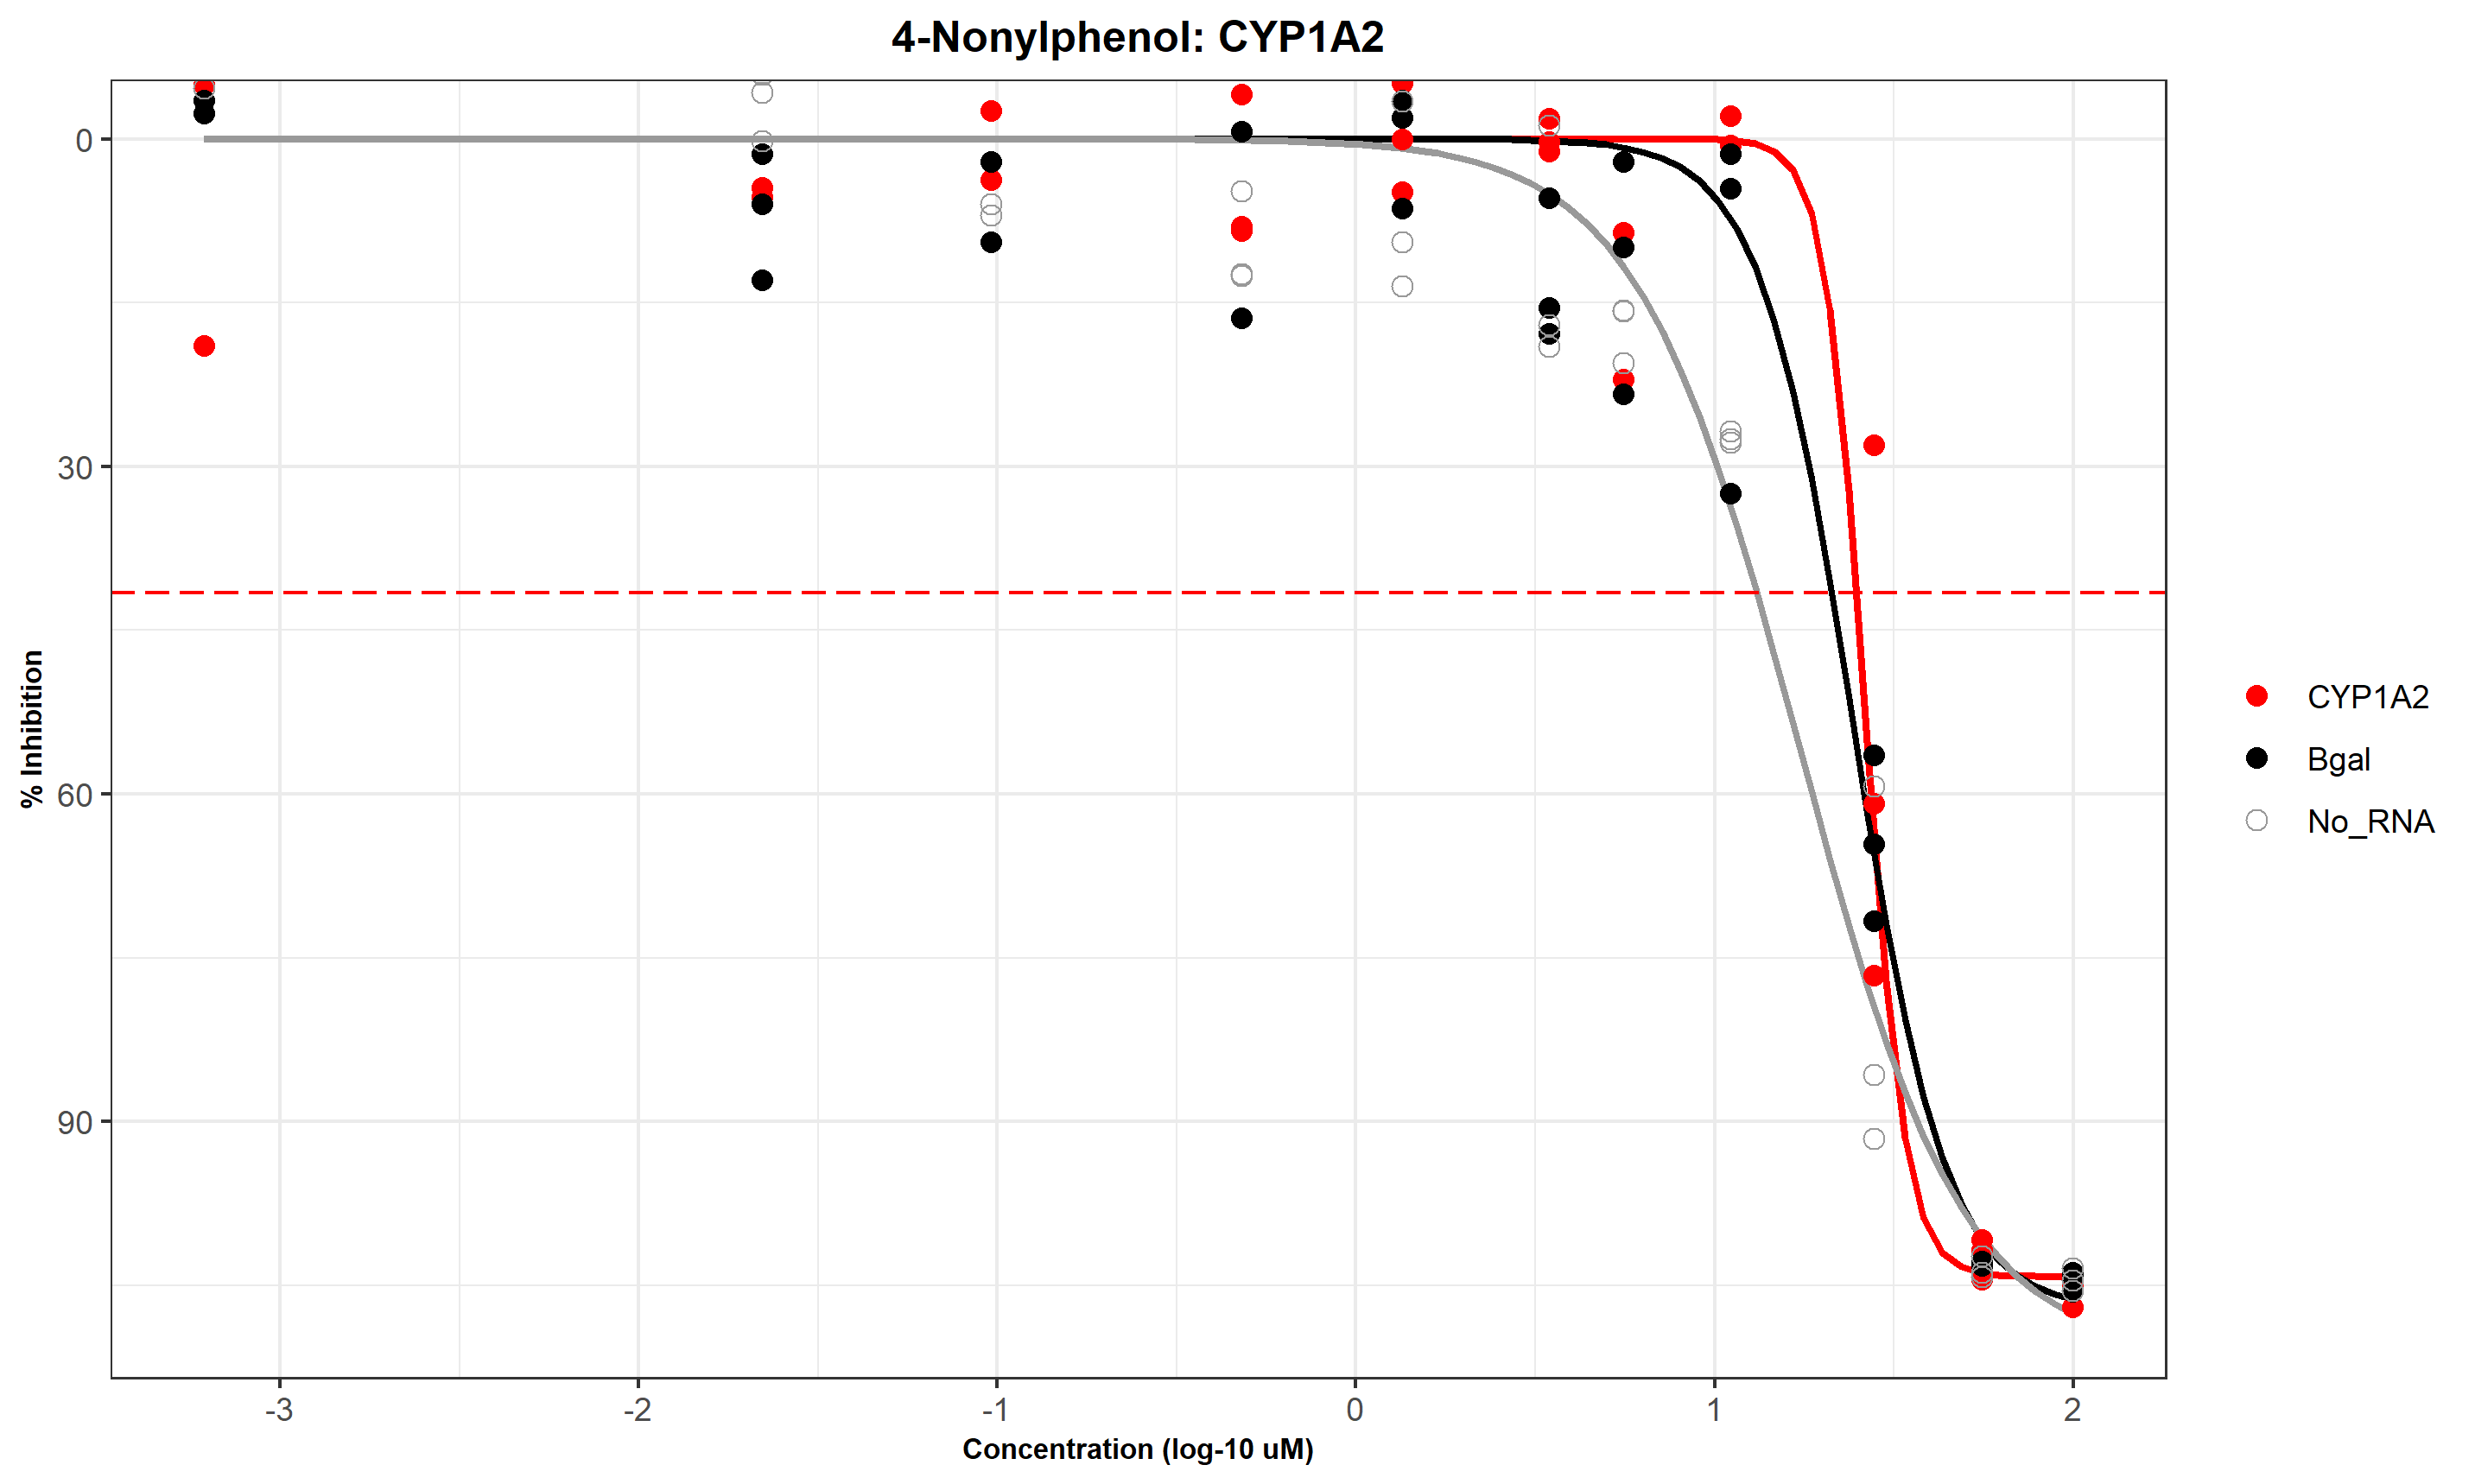 4-Nonylphenol: CYP1A2
% Inhibition
0
30
60
90
-3
-2
-1
0
1
2
Concentration (log-10 uM)
CYP1A2
Bgal
No_RNA